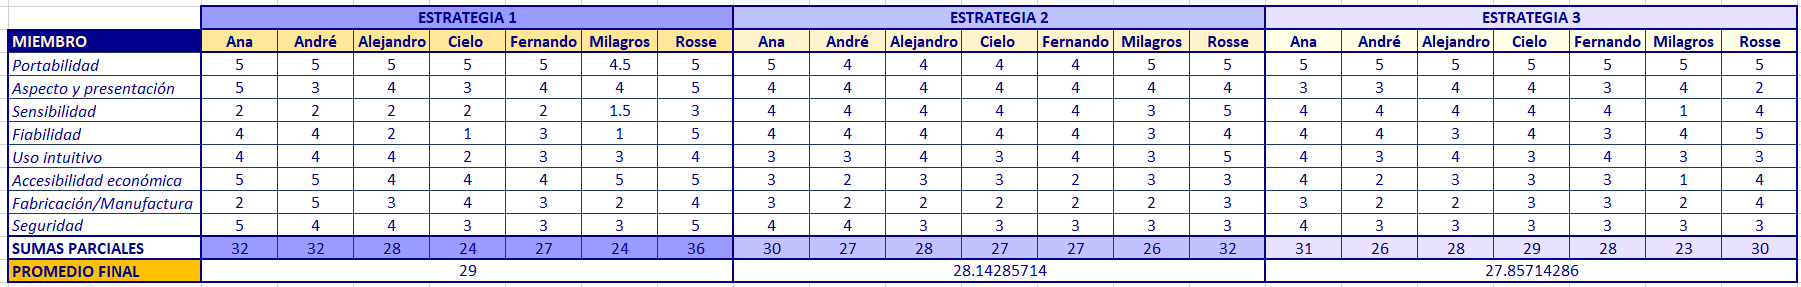 ESTRATEGIA 1 ESTRATEGIA 2 ESTRATEGIA 3
MIEMBRO Ana André Alejandro Cielo Fernando Milagros Rosse Ana André Alejandro Cielo Fernando Milagros Rosse Ana André Alejandro Cielo Fernando Milagros Rosse
Portabilidad 5 5 5 5 5 4.5 5 5 4 4 4 4 5 5 5 5 5 5 5 5 5
Aspecto y presentación 5 3 4 3 4 4 5 4 4 4 4 4 4 4 3 3 4 4 3 4 2
Sensibilidad 2 2 2 2 2 1.5 3 4 4 4 4 4 3 5 4 4 4 4 4 1 4
Fiabilidad 4 4 2 1 3 1 5 4 4 4 4 4 3 4 4 4 3 4 3 4 5
Uso intuitivo 4 4 4 2 3 3 4 3 3 4 3 4 3 5 4 3 4 3 4 3 3
Accesibilidad económica 5 5 4 4 4 5 5 3 2 3 3 2 3 3 4 2 3 3 3 1 4
Fabricación/Manufactura 2 5 3 4 3 2 4 3 2 2 2 2 2 3 3 2 2 3 3 2 4
Seguridad 5 4 4 3 3 3 5 4 4 3 3 3 3 3 4 3 3 3 3 3 3
SUMAS PARCIALES 32 32 28 24 27 24 36 30 27 28 27 27 26 32 31 26 28 29 28 23 30
PROMEDIO FINAL 29 28.14285714 27.85714286